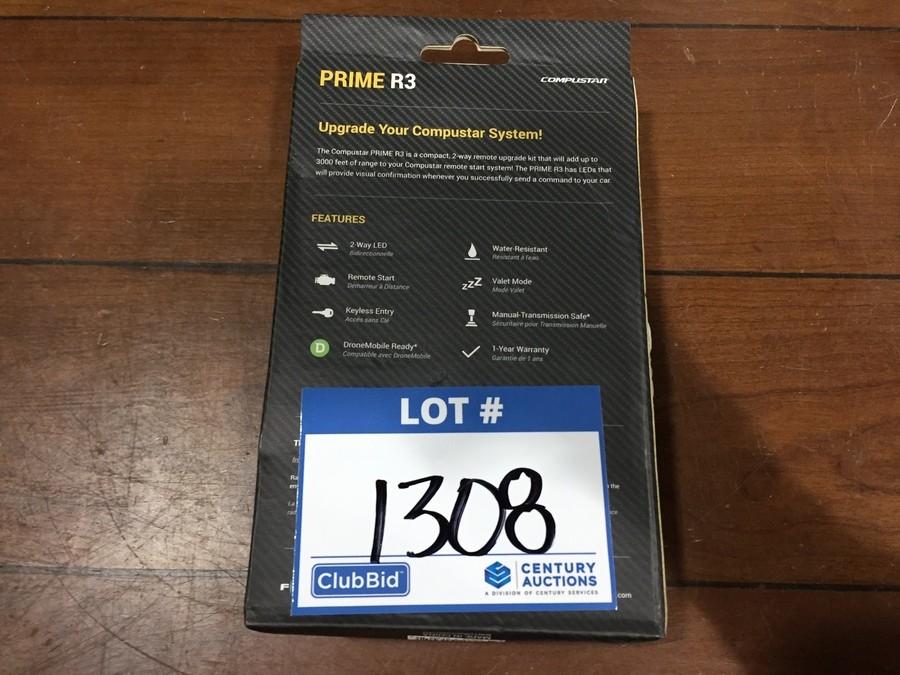 PRIME R3
COMPUSTAR
Upgrade Your Compustar System!
The Compustar PRIME R3 is a compact, 2-way remote upgrade kit that will add up to
3000 feet of range to your Compustar remote start system! The PRIME R3 has LEDs that
will provide visual confirmation whenever you successfully send a command to your car.
FEATURES
2-Way LED
Bidirectionnelle
Remote Start
Démarreur à Distance
Keyless Entry
Accès sans Clé
D
DroneMobile Ready*
Compatible avec DroneMobile
Water-Resistant
Résistant à l'eau
zzZ
Valet Mode
Mode Valet
Manual-Transmission Safe*
Sécuritaire pour Transmission Manuelle
1-Year Warranty
Garantie de 1 ans
LOT #
1308
ClubBid™
CENTURY
AUCTIONS
A DIVISION OF CENTURY SERVICES
.com